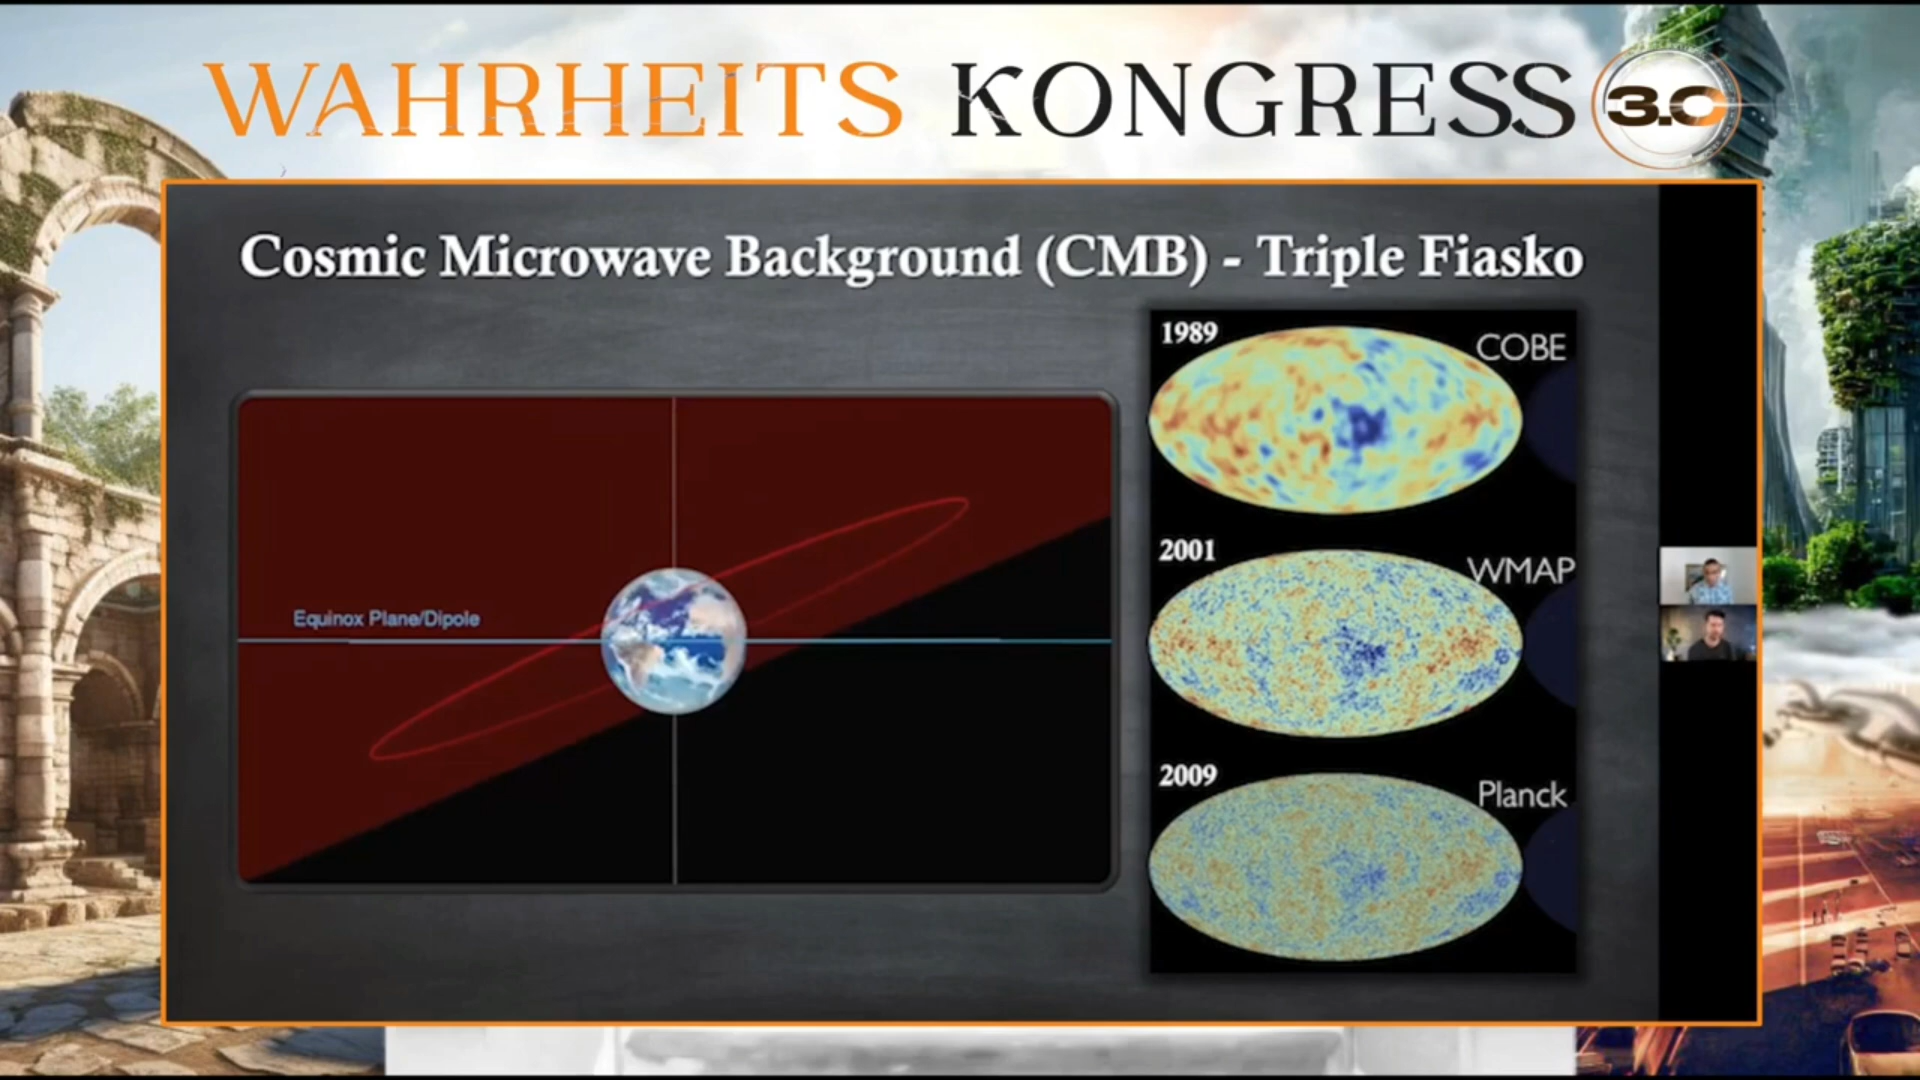 WAHRHEITS KONGRESS 3.0
Cosmic Microwave Background (CMB) - Triple Fiasko
Equinox Plane/Dipole
1989
COBE
2001
WMAP
2009
Planck